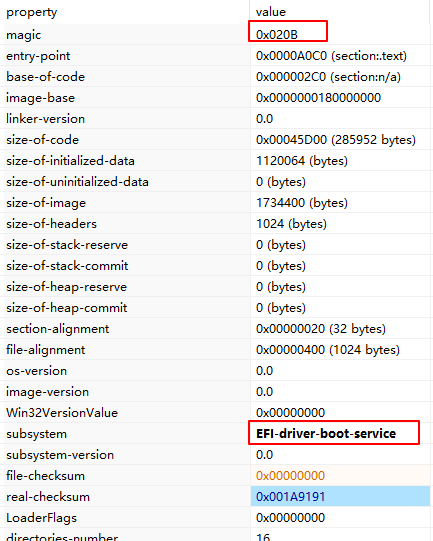 property value
magic 0x020B
entry-point 0x0000A0C0 (section:.text)
base-of-code 0x000002C0 (section:n/a)
image-base 0x0000000180000000
linker-version 0.0
size-of-code 0x00045D00 (285952 bytes)
size-of-initialized-data 1120064 (bytes)
size-of-uninitialized-data 0 (bytes)
size-of-image 1734400 (bytes)
size-of-headers 1024 (bytes)
size-of-stack-reserve 0 (bytes)
size-of-stack-commit 0 (bytes)
size-of-heap-reserve 0 (bytes)
size-of-heap-commit 0 (bytes)
section-alignment 0x00000020 (32 bytes)
file-alignment 0x00000400 (1024 bytes)
os-version 0.0
image-version 0.0
Win32VersionValue 0x00000000
subsystem EFI-driver-boot-service
subsystem-version 0.0
file-checksum 0x00000000
real-checksum 0x001A9191
LoaderFlags 0x00000000
directories-number 16